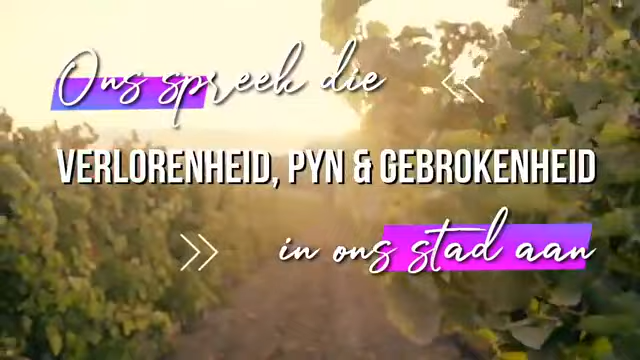 Ons spreek die
VERLORENHEID, PYN & GEBROKENHEID
in ons stad aan